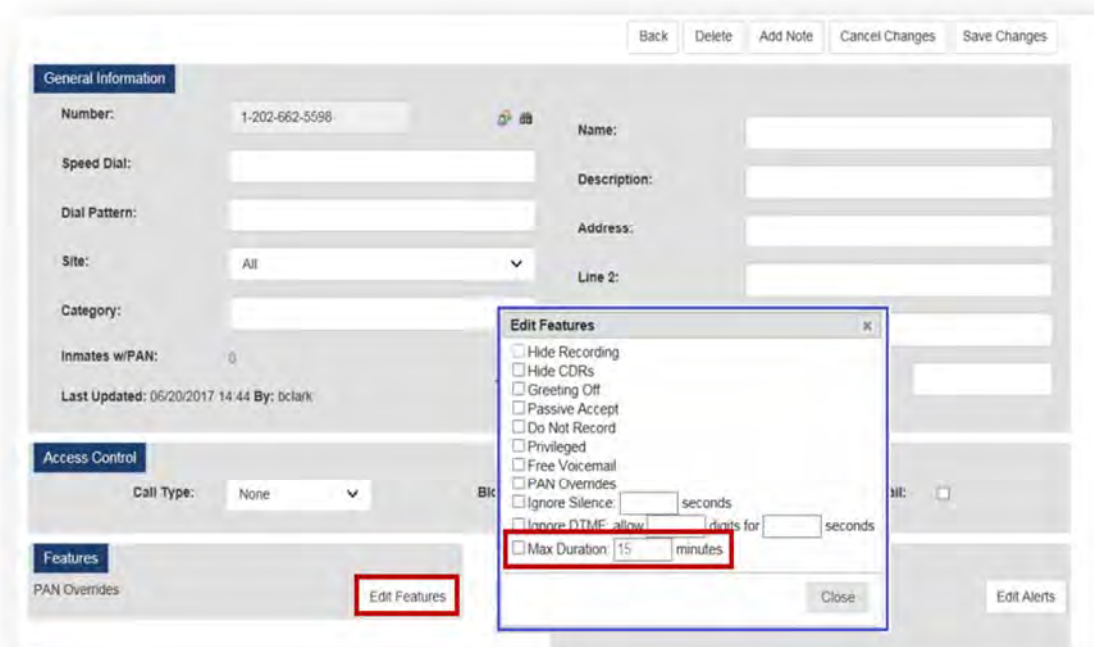 Back Delete Add Note Cancel Changes Save Changes
General Information
Number: 1-202-662-5598
Speed Dial:
Dial Pattern:
Site: All
Category:
Inmates w/PAN: 0
Last Updated: 06/20/2017 14:44 By: bclark
Name:
Description:
Address:
Line 2:
Edit Features x
Hide Recording
Hide CDRs
Greeting Off
Passive Accept
Do Not Record
Privileged
Free Voicemail
PAN Overrides
Ignore Silence: seconds
Ignore DTMF: allow digits for seconds
Max Duration: 15 minutes
Close
Access Control
Call Type: None
Features
PAN Overrides
Edit Features
Edit Alerts